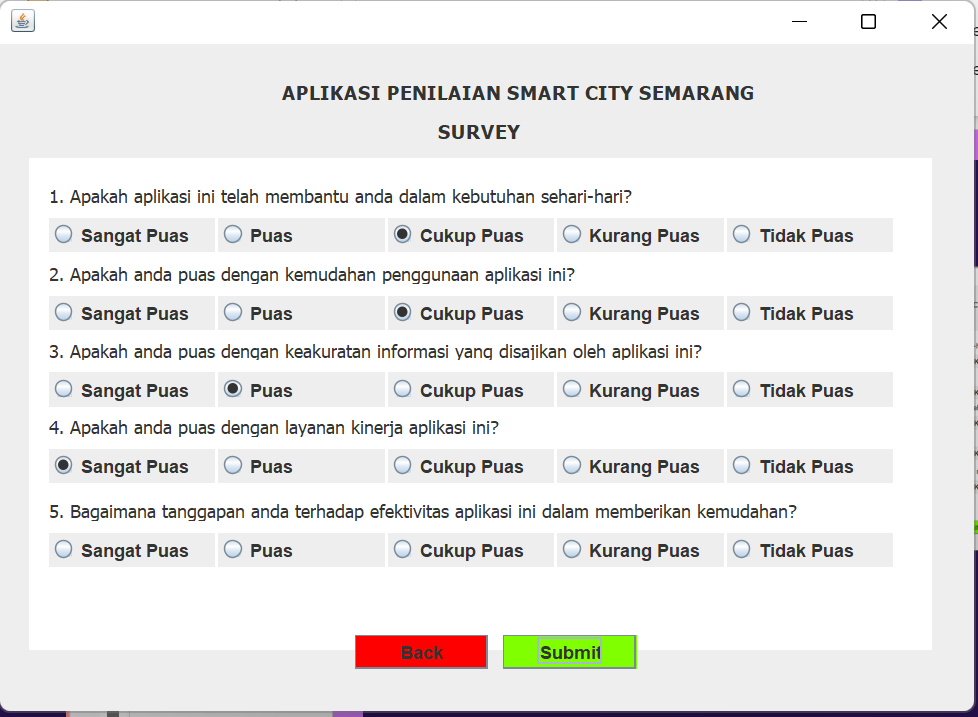 APLIKASI PENILAIAN SMART CITY SEMARANG
SURVEY
1. Apakah aplikasi ini telah membantu anda dalam kebutuhan sehari-hari?
Sangat Puas Puas Cukup Puas Kurang Puas Tidak Puas
2. Apakah anda puas dengan kemudahan penggunaan aplikasi ini?
Sangat Puas Puas Cukup Puas Kurang Puas Tidak Puas
3. Apakah anda puas dengan keakuratan informasi yang disajikan oleh aplikasi ini?
Sangat Puas Puas Cukup Puas Kurang Puas Tidak Puas
4. Apakah anda puas dengan layanan kinerja aplikasi ini?
Sangat Puas Puas Cukup Puas Kurang Puas Tidak Puas
5. Bagaimana tanggapan anda terhadap efektivitas aplikasi ini dalam memberikan kemudahan?
Sangat Puas Puas Cukup Puas Kurang Puas Tidak Puas
Back Submit